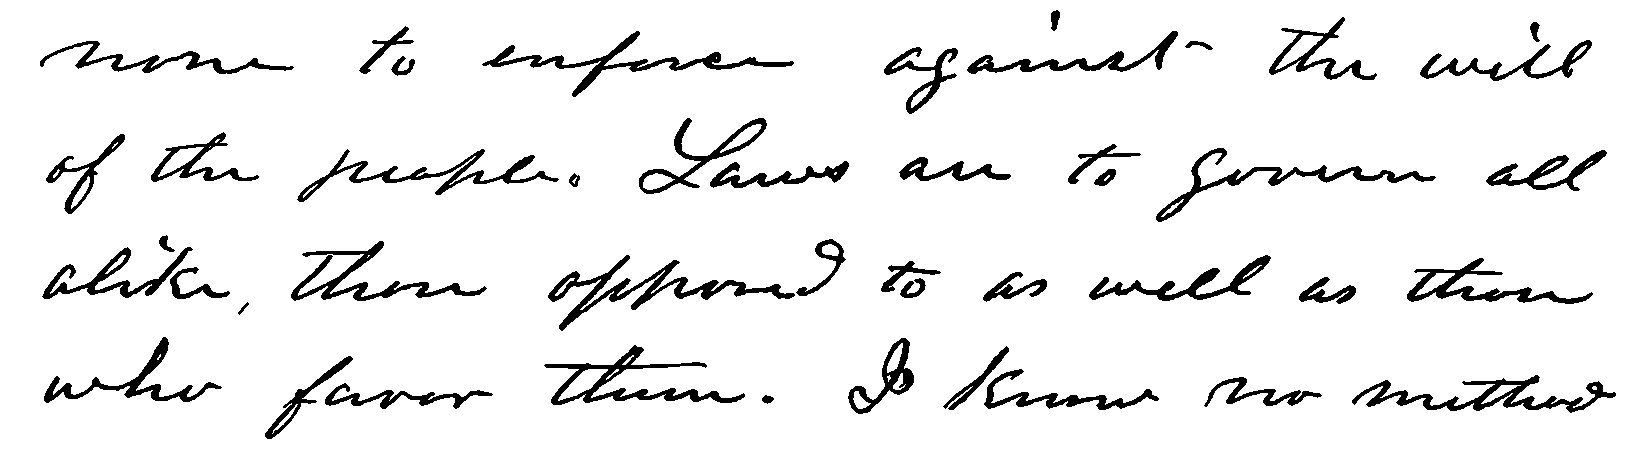 none to enforce against the will
of the people. Laws are to govern all
alike, those opposed to as well as those
who favor them. I know no method